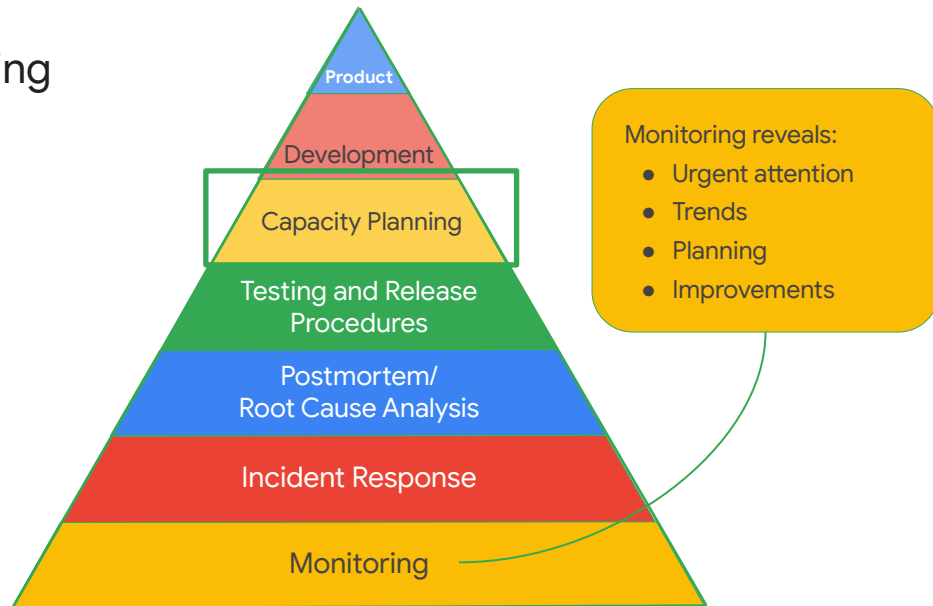 ing
Product
Development
Capacity Planning
Testing and Release
Procedures
Postmortem/
Root Cause Analysis
Incident Response
Monitoring
Monitoring reveals:
● Urgent attention
● Trends
● Planning
● Improvements